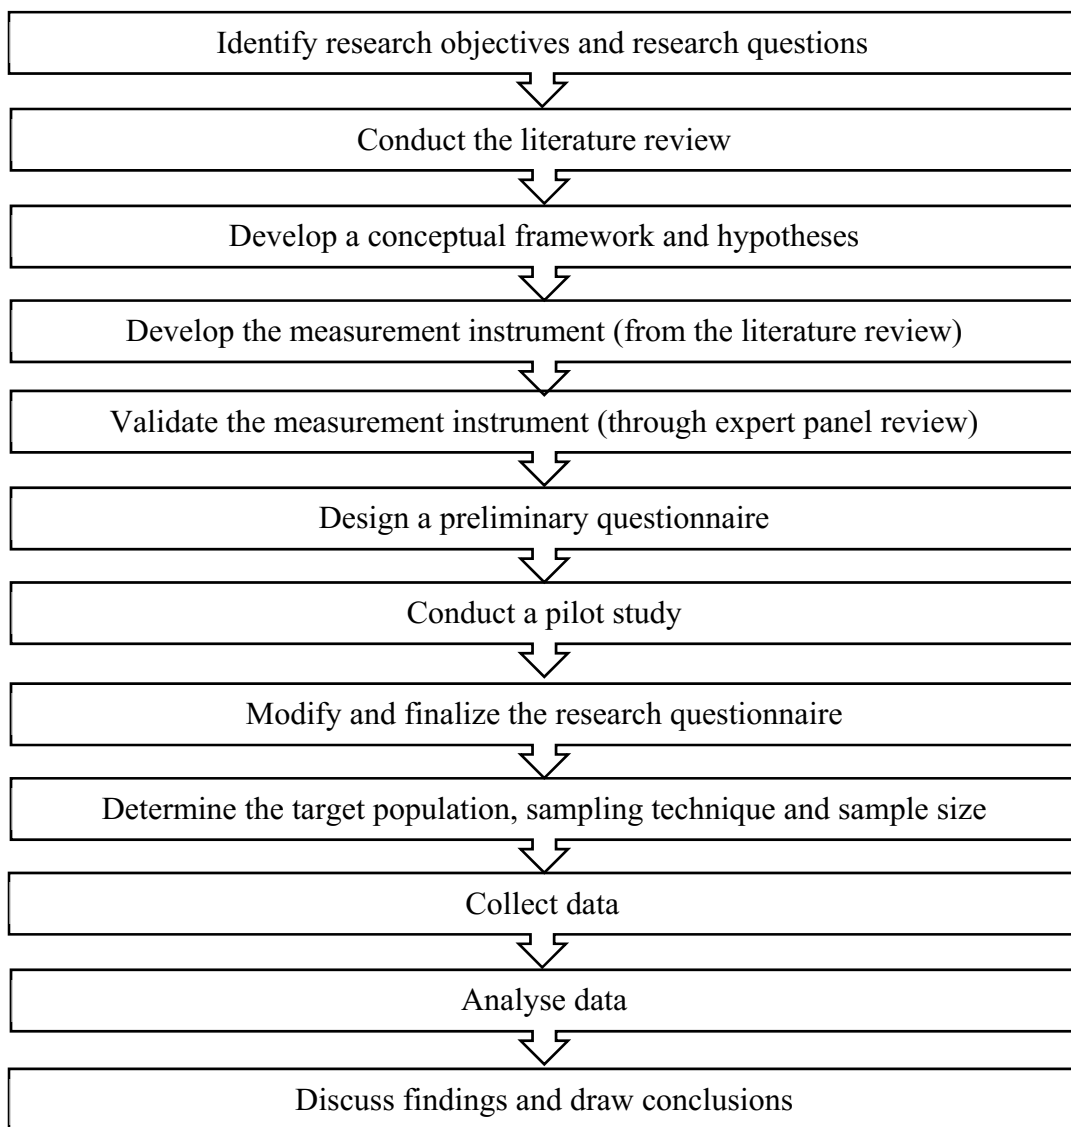 Identify research objectives and research questions
Conduct the literature review
Develop a conceptual framework and hypotheses
Develop the measurement instrument (from the literature review)
Validate the measurement instrument (through expert panel review)
Design a preliminary questionnaire
Conduct a pilot study
Modify and finalize the research questionnaire
Determine the target population, sampling technique and sample size
Collect data
Analyse data
Discuss findings and draw conclusions